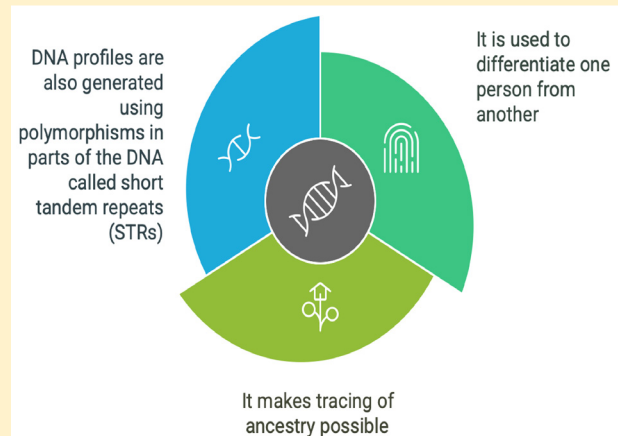 DNA profiles are
also generated
using
polymorphisms in
parts of the DNA
called short
tandem repeats
(STRs)
It is used to
differentiate one
person from
another
It makes tracing of
ancestry possible